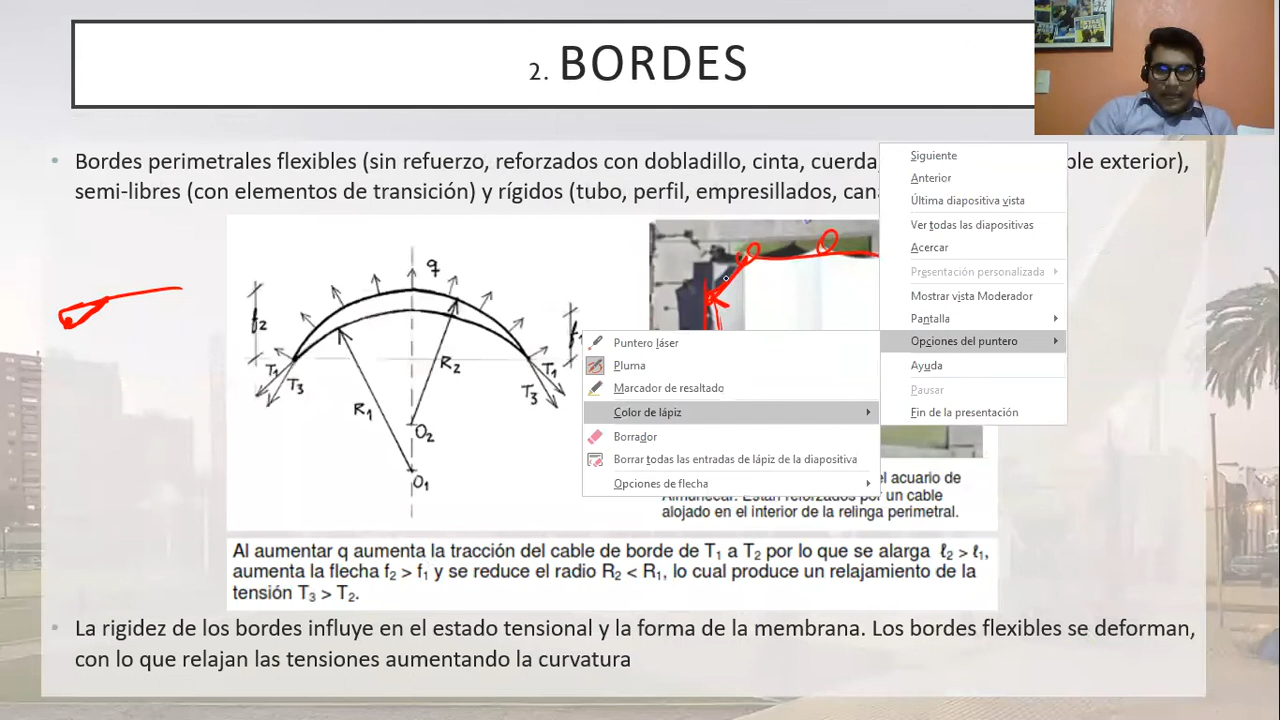 2. BORDES
• Bordes perimetrales flexibles (sin refuerzo, reforzados con dobladillo, cinta, cuerda, ble exterior),
semi-libres (con elementos de transición) y rígidos (tubo, perfil, empresillados, can
Siguiente
Anterior
Última diapositiva vista
Ver todas las diapositivas
Acercar
Presentación personalizada
Mostrar vista Moderador
Pantalla
Opciones del puntero
Ayuda
Pausar
Fin de la presentación
Puntero láser
Pluma
Marcador de resaltado
Color de lápiz
Borrador
Borrar todas las entradas de lápiz de la diapositiva
Opciones de flecha
q
f₂
f
T₁
T₃
R₁
R₂
T₁
T₃
O₂
O₁
el acuario de
Almuñécar. Están reforzados por un cable
alojado en el interior de la relinga perimetral.
Al aumentar q aumenta la tracción del cable de borde de T₁ a T₂ por lo que se alarga ℓ₂ > ℓ₁,
aumenta la flecha f₂ > f₁ y se reduce el radio R₂ < R₁, lo cual produce un relajamiento de la
tensión T₃ > T₂.
• La rigidez de los bordes influye en el estado tensional y la forma de la membrana. Los bordes flexibles se deforman,
con lo que relajan las tensiones aumentando la curvatura